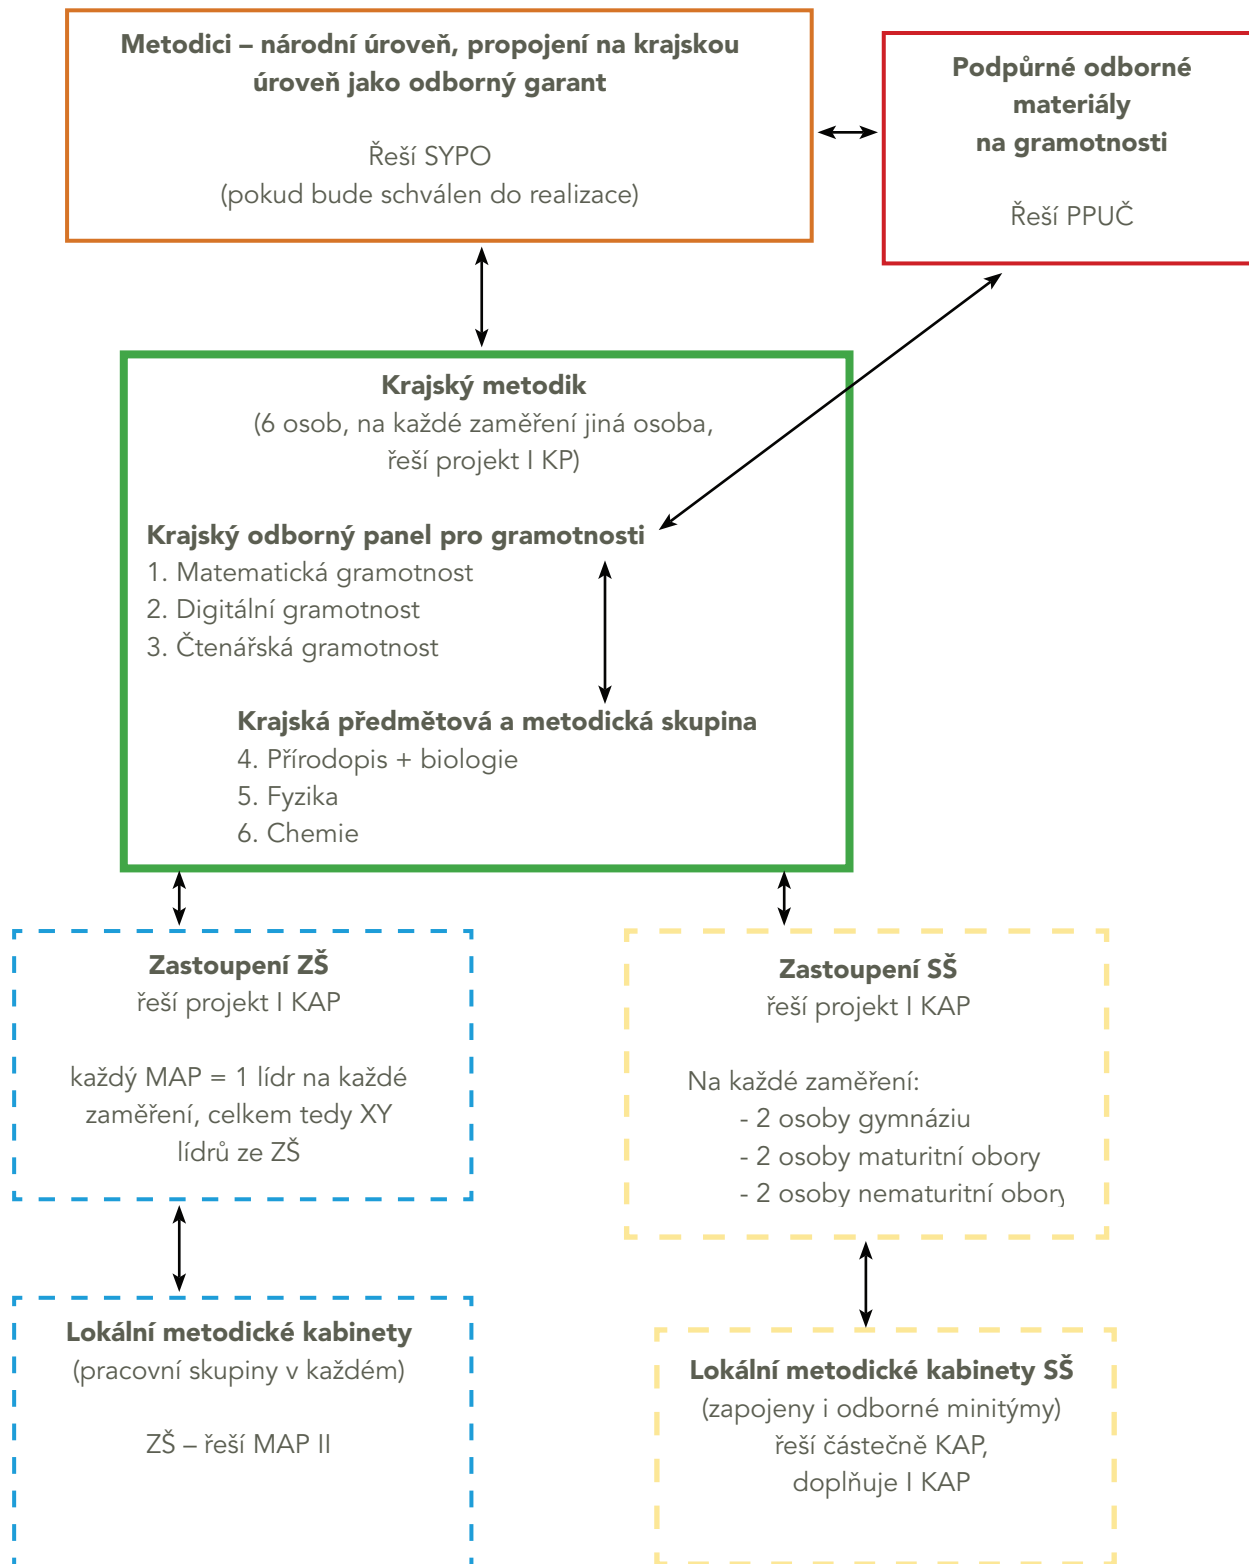 Metodici – národní úroveň, propojení na krajskou
úroveň jako odborný garant
Řeší SYPO
(pokud bude schválen do realizace)
Podpůrné odborné
materiály
na gramotnosti
Řeší PPUČ
Krajský metodik
(6 osob, na každé zaměření jiná osoba,
řeší projekt I KP)
Krajský odborný panel pro gramotnosti
1. Matematická gramotnost
2. Digitální gramotnost
3. Čtenářská gramotnost
Krajská předmětová a metodická skupina
4. Přírodopis + biologie
5. Fyzika
6. Chemie
Zastoupení ZŠ
řeší projekt I KAP
každý MAP = 1 lídr na každé
zaměření, celkem tedy XY
lídrů ze ZŠ
Zastoupení SŠ
řeší projekt I KAP
Na každé zaměření:
- 2 osoby gymnáziu
- 2 osoby maturitní obory
- 2 osoby nematuritní obory
Lokální metodické kabinety
(pracovní skupiny v každém)
ZŠ – řeší MAP II
Lokální metodické kabinety SŠ
(zapojeny i odborné minitýmy)
řeší částečně KAP,
doplňuje I KAP